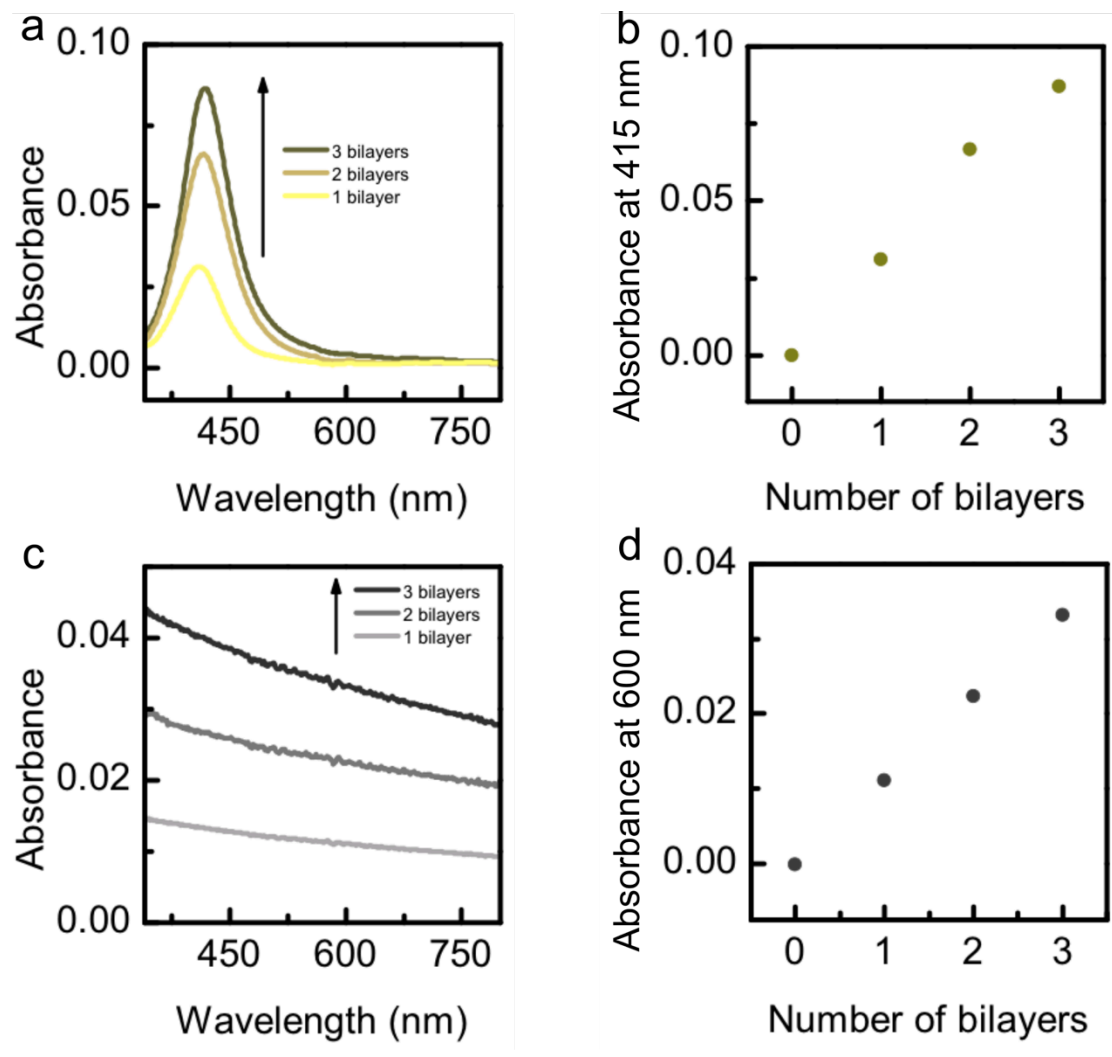 a
0.10
0.05
0.00
Absorbance
450
600
750
Wavelength (nm)
3 bilayers
2 bilayers
1 bilayer
b
0.10
0.05
0.00
Absorbance at 415 nm
0
1
2
3
Number of bilayers
c
0.04
0.02
0.00
Absorbance
450
600
750
Wavelength (nm)
3 bilayers
2 bilayers
1 bilayer
d
0.04
0.02
0.00
Absorbance at 600 nm
0
1
2
3
Number of bilayers